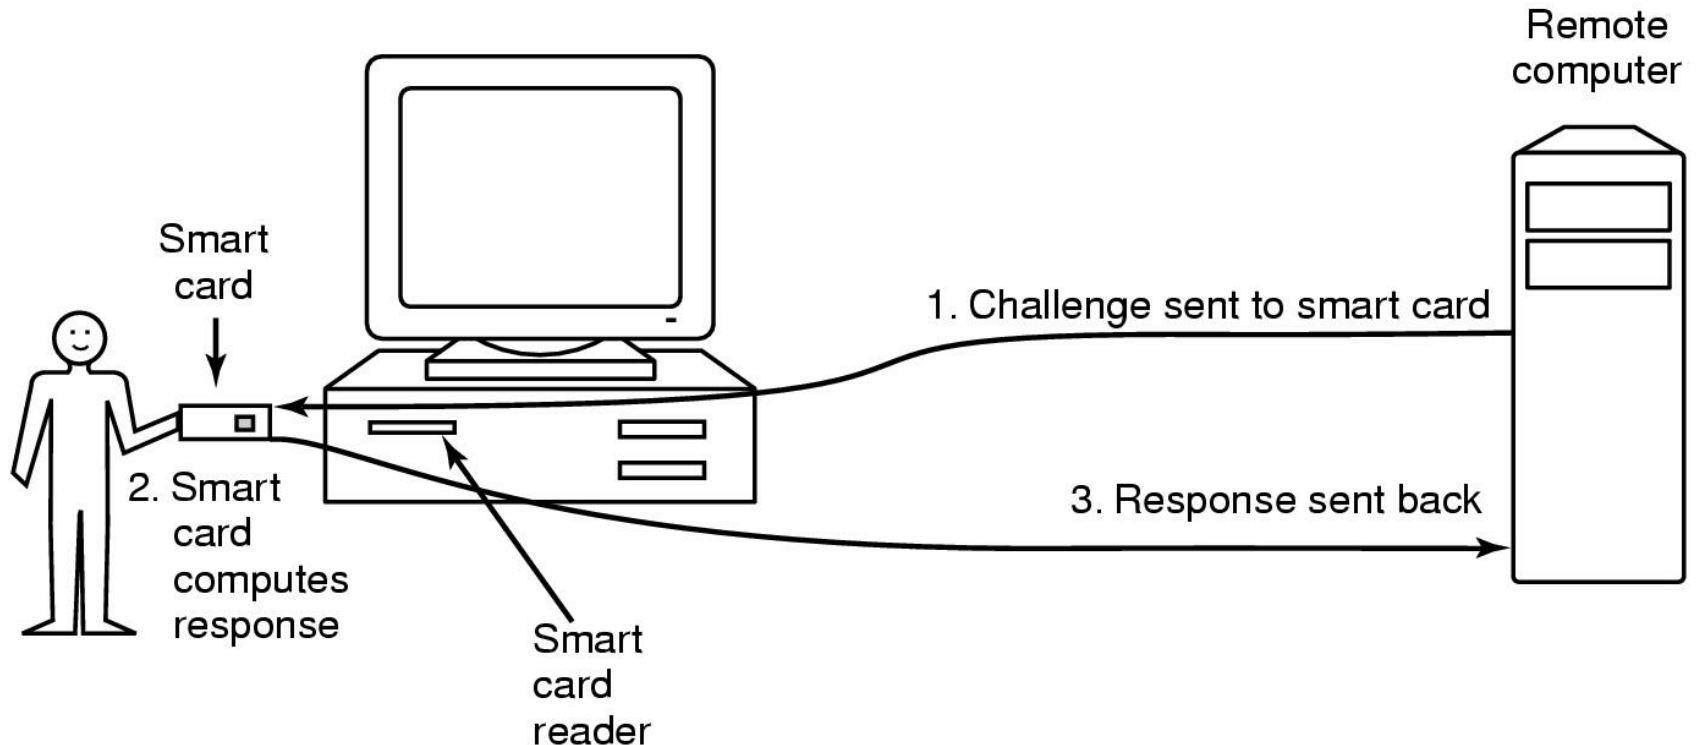 Remote
computer
Smart
card
1. Challenge sent to smart card
2. Smart
card
computes
response
3. Response sent back
Smart
card
reader